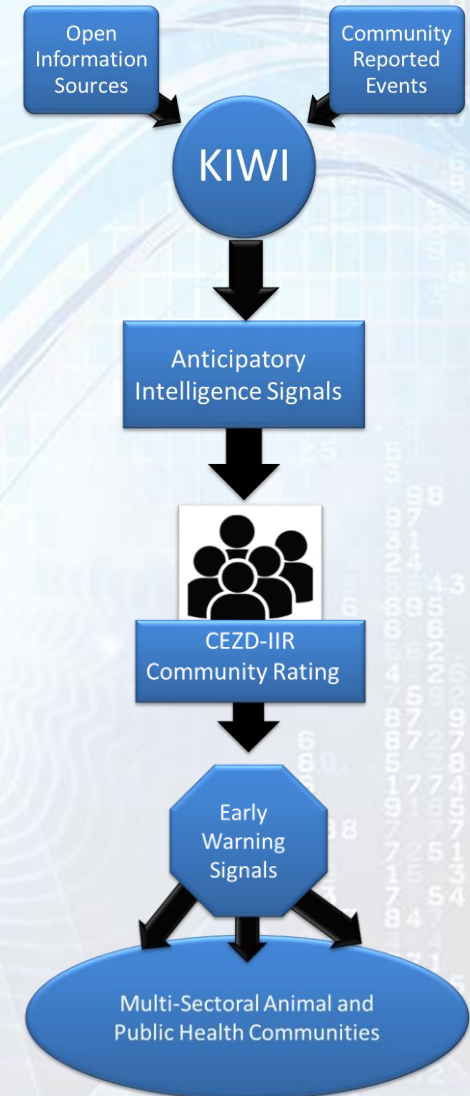 Open
Information
Sources
Community
Reported
Events
KIWI
Anticipatory
Intelligence Signals
CEZD-IIR
Community Rating
Early
Warning
Signals
Multi-Sectoral Animal and
Public Health Communities